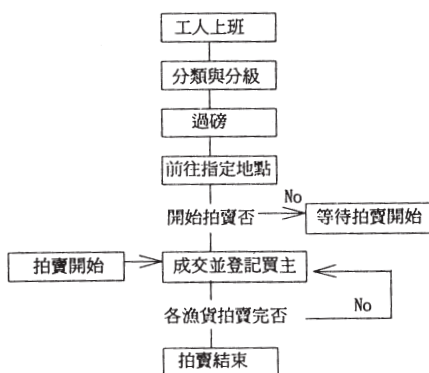 工人上班
分類與分級
過磅
前往指定地點
開始拍賣否
No
等待拍賣開始
拍賣開始
成交並登記買主
各漁貨拍賣完否
No
拍賣結束